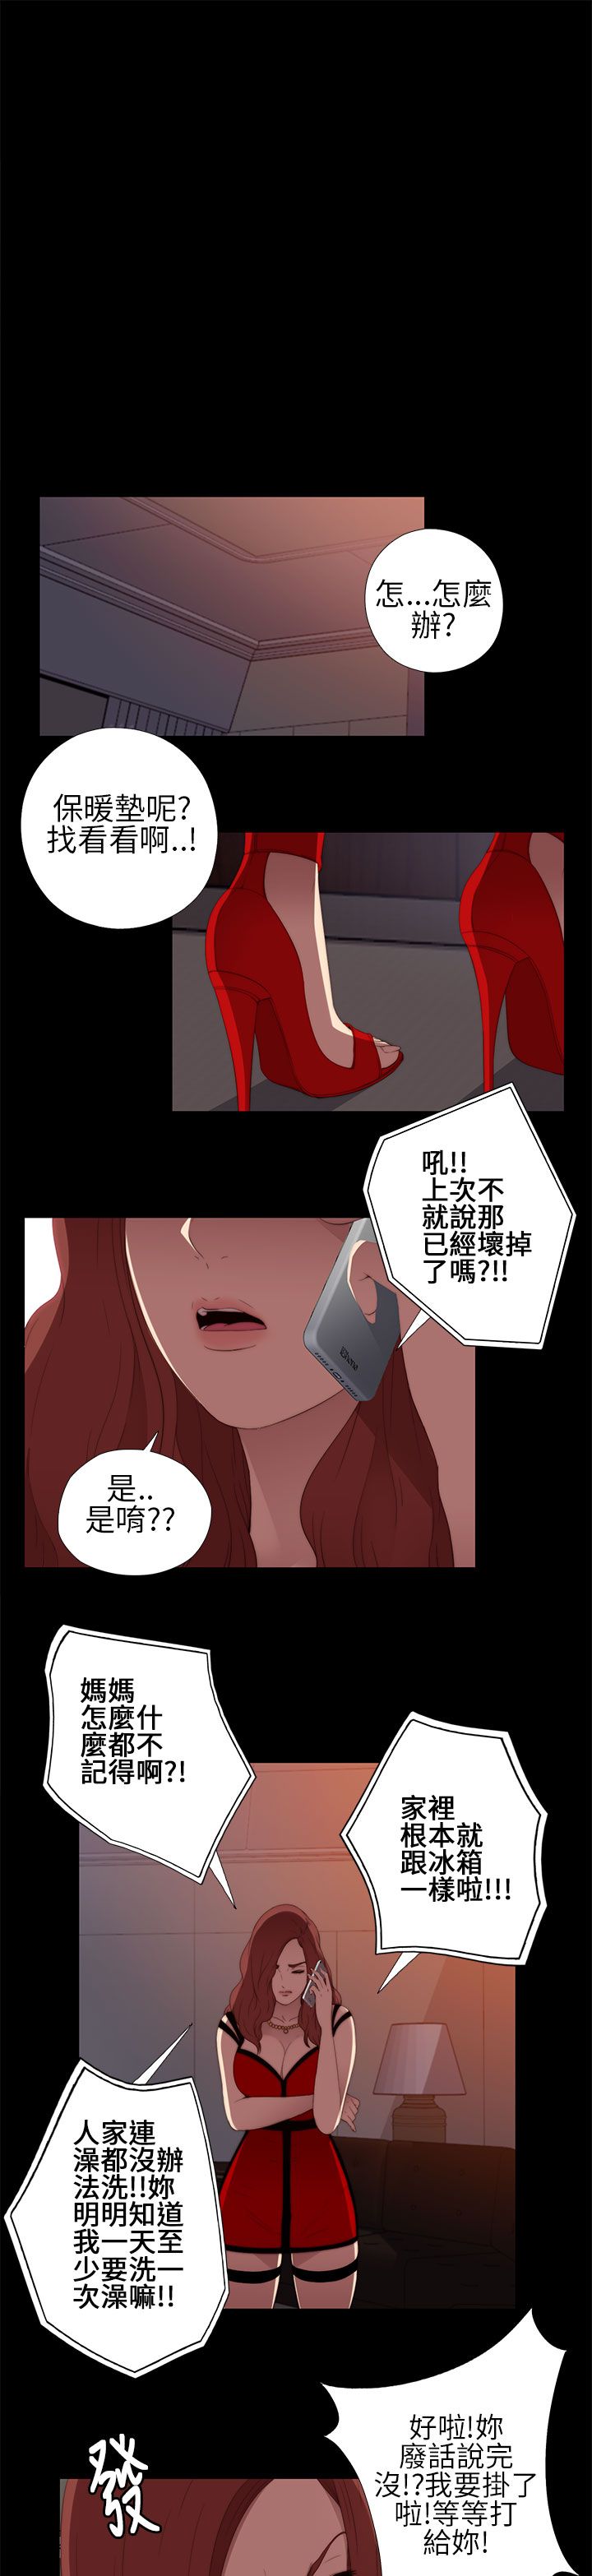 怎...怎麼
辦?
保暖墊呢?
找看看啊..!
吼!!
上次不
就說那
已經壞掉
了嗎?!!
是..
是唷??
媽媽
怎麼什
麼都不
記得啊?!
家裡
根本就
跟冰箱
一樣啦!!!
人家連
澡都沒辦
法洗!!妳
明明知道
我一天至
少要洗一
次澡嘛!!
好啦!妳
廢話說完
沒!?我要掛了
啦!等等打
給妳!
發